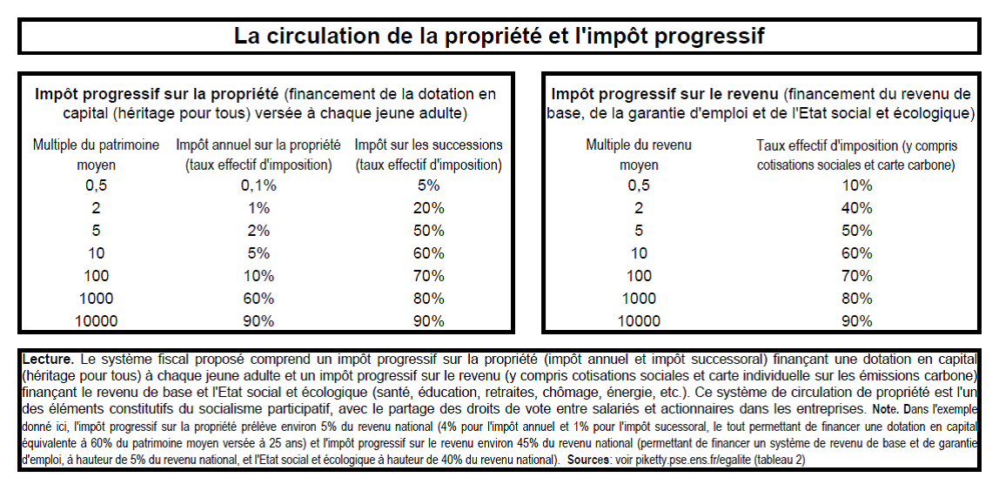 La circulation de la propriété et l'impôt progressif
Impôt progressif sur la propriété (financement de la dotation en
capital (héritage pour tous) versée à chaque jeune adulte)
Multiple du patrimoine moyen Impôt annuel sur la propriété (taux effectif d'imposition) Impôt sur les successions (taux effectif d'imposition)
0,5 0,1% 5%
2 1% 20%
5 2% 50%
10 5% 60%
100 10% 70%
1000 60% 80%
10000 90% 90%
Impôt progressif sur le revenu (financement du revenu de
base, de la garantie d'emploi et de l'Etat social et écologique)
Multiple du revenu moyen Taux effectif d'imposition (y compris cotisations sociales et carte carbone)
0,5 10%
2 40%
5 50%
10 60%
100 70%
1000 80%
10000 90%
Lecture. Le système fiscal proposé comprend un impôt progressif sur la propriété (impôt annuel et impôt successoral) finançant une dotation en capital
(héritage pour tous) à chaque jeune adulte et un impôt progressif sur le revenu (y compris cotisations sociales et carte individuelle sur les émissions carbone)
finançant le revenu de base et l'Etat social et écologique (santé, éducation, retraites, chômage, énergie, etc.). Ce système de circulation de propriété est l'un
des éléments constitutifs du socialisme participatif, avec le partage des droits de vote entre salariés et actionnaires dans les entreprises. Note. Dans l'exemple
donné ici, l'impôt progressif sur la propriété prélève environ 5% du revenu national (4% pour l'impôt annuel et 1% pour l'impôt sucessoral, le tout permettant de financer une dotation en capital
équivalente à 60% du patrimoine moyen versée à 25 ans) et l'impôt progressif sur le revenu environ 45% du revenu national (permettant de financer un système de revenu de base et de garantie
d'emploi, à hauteur de 5% du revenu national, et l'Etat social et écologique à hauteur de 40% du revenu national). Sources: voir piketty.pse.ens.fr/egalite (tableau 2)